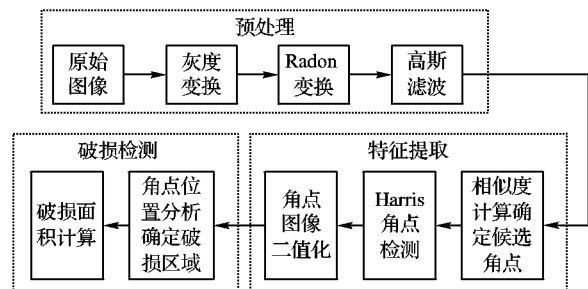 预处理
原始
图像
灰度
变换
Radon
变换
高斯
滤波
破损检测
特征提取
破损面
积计算
角点位
置分析
确定破
损区域
角点
图像
二值化
Harris
角点
检测
相似度
计算确
定候选
角点